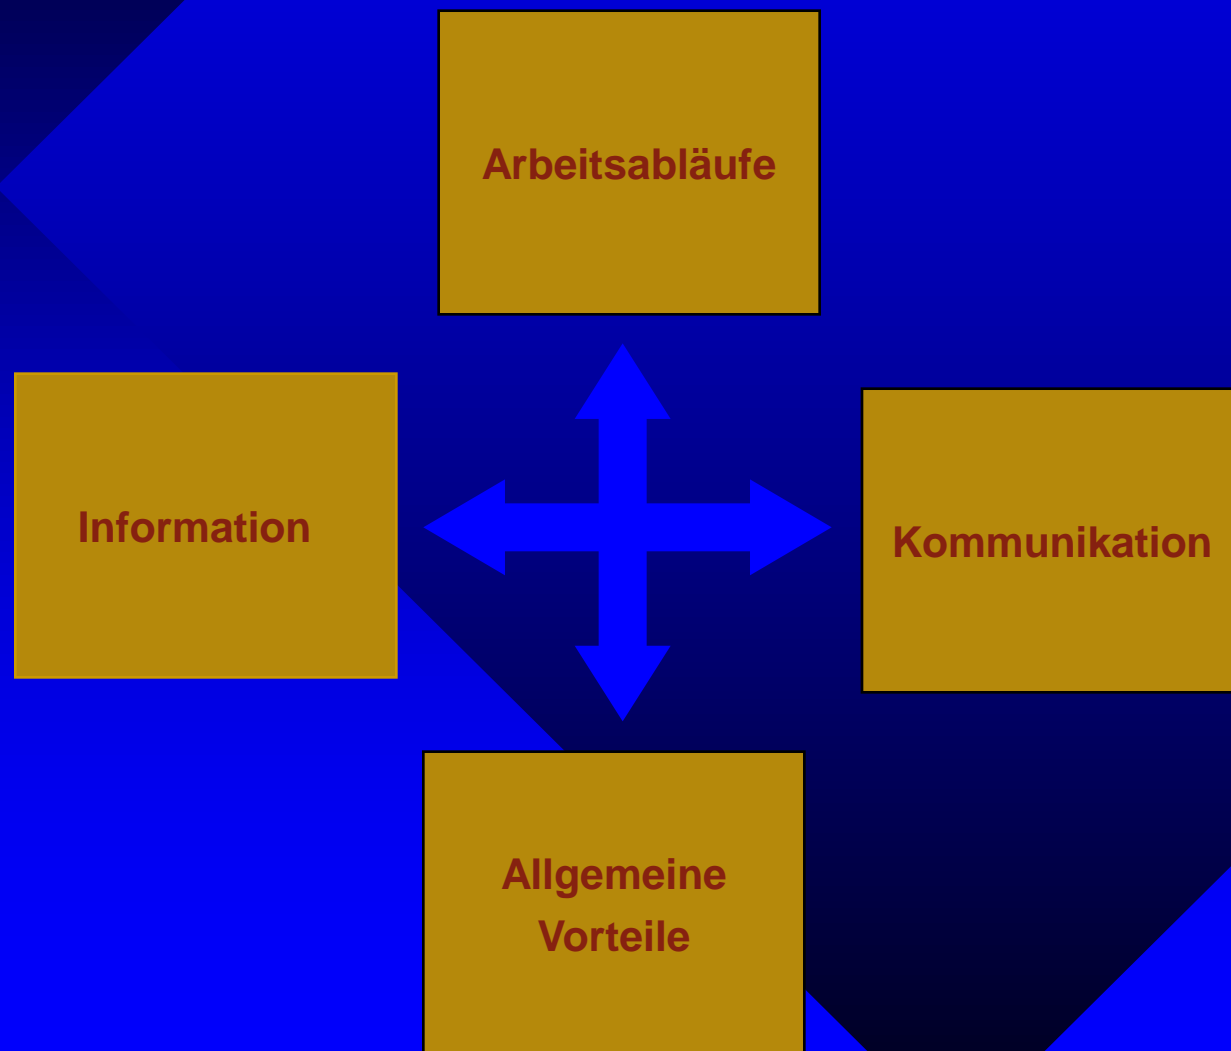 Arbeitsabläufe
Information
Kommunikation
Allgemeine
Vorteile